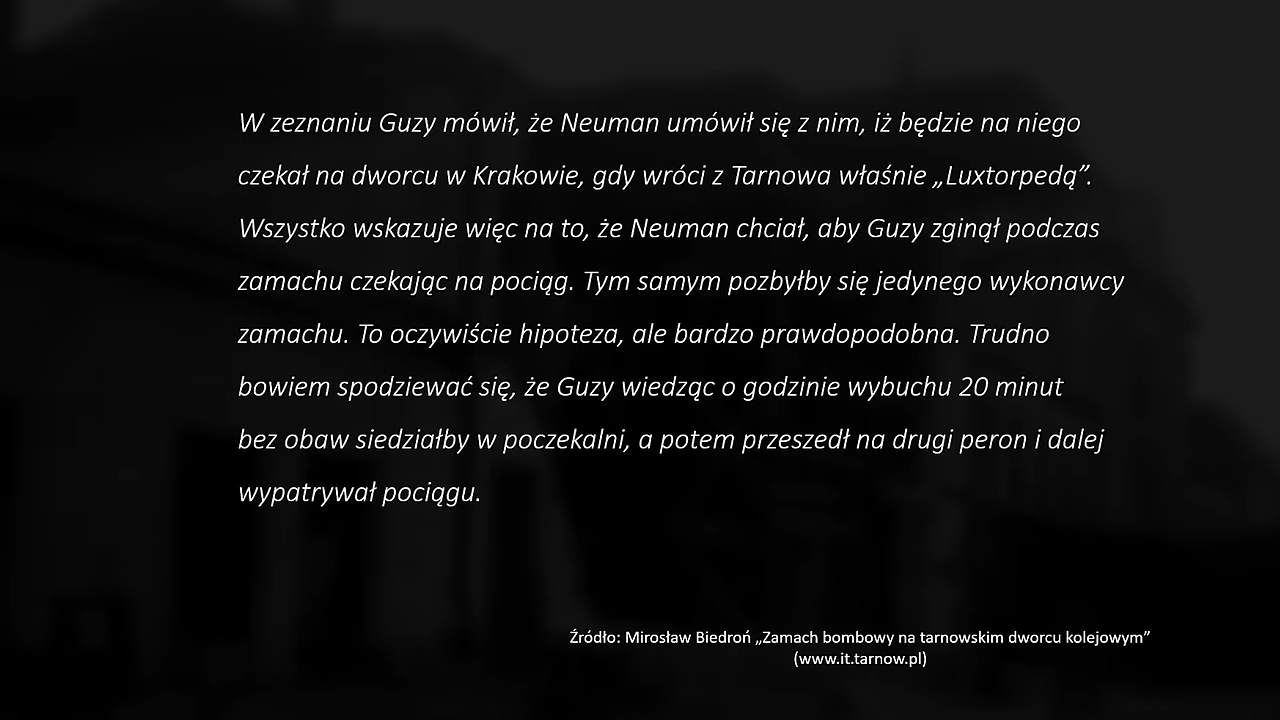 W zeznaniu Guzy mówił, że Neuman umówił się z nim, iż będzie na niego
czekał na dworcu w Krakowie, gdy wróci z Tarnowa właśnie „Luxtorpedą”.
Wszystko wskazuje więc na to, że Neuman chciał, aby Guzy zginął podczas
zamachu czekając na pociąg. Tym samym pozbyłby się jedynego wykonawcy
zamachu. To oczywiście hipoteza, ale bardzo prawdopodobna. Trudno
bowiem spodziewać się, że Guzy wiedząc o godzinie wybuchu 20 minut
bez obaw siedziałby w poczekalni, a potem przeszedł na drugi peron i dalej
wypatrywał pociągu.
Źródło: Mirosław Biedroń „Zamach bombowy na tarnowskim dworcu kolejowym”
(www.it.tarnow.pl)